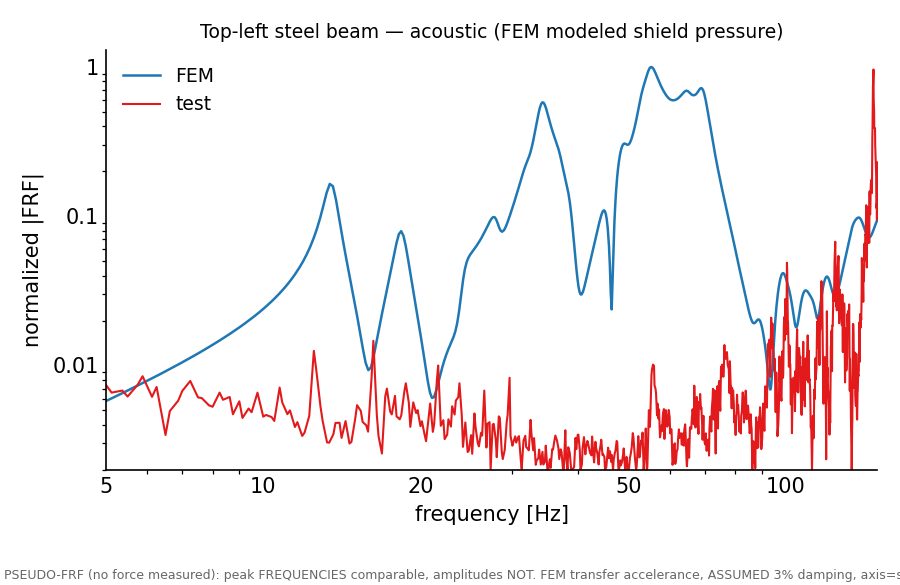 Top-left steel beam — acoustic (FEM modeled shield pressure)
FEM
test
1
0.1
0.01
normalized |FRF|
5 10 20 50 100
frequency [Hz]
PSEUDO-FRF (no force measured): peak FREQUENCIES comparable, amplitudes NOT. FEM transfer accelerance, ASSUMED 3% damping, axis=s